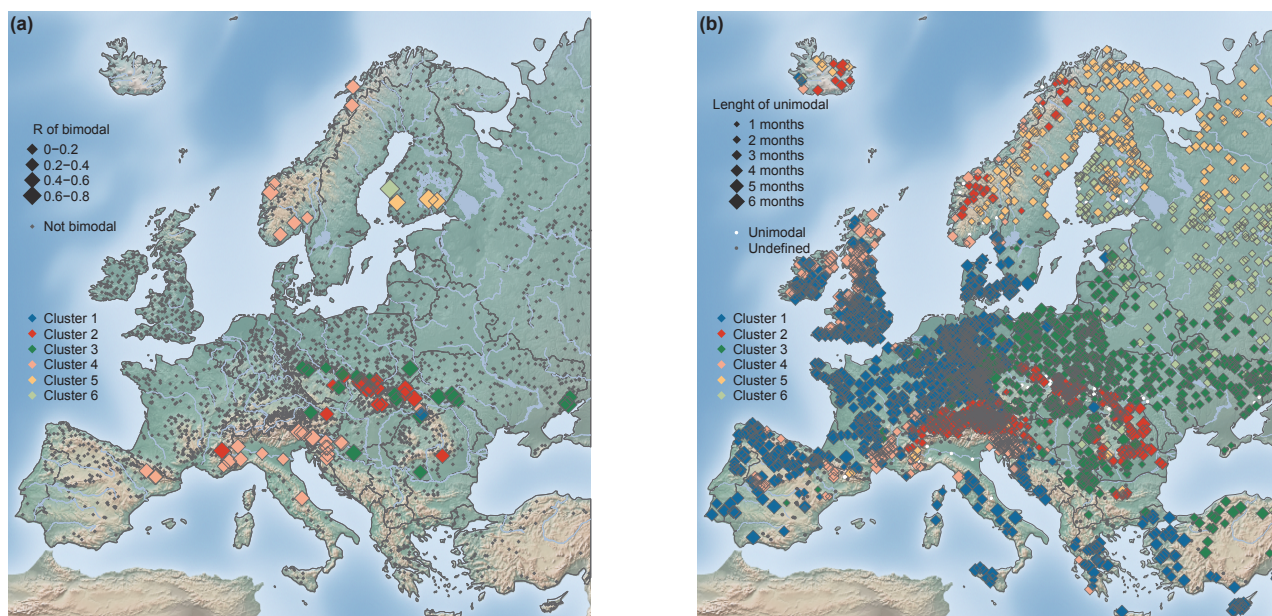 (a)
R of bimodal
0−0.2
0.2−0.4
0.4−0.6
0.6−0.8
Not bimodal
Cluster 1
Cluster 2
Cluster 3
Cluster 4
Cluster 5
Cluster 6
(b)
Lenght of unimodal
1 months
2 months
3 months
4 months
5 months
6 months
Unimodal
Undefined
Cluster 1
Cluster 2
Cluster 3
Cluster 4
Cluster 5
Cluster 6